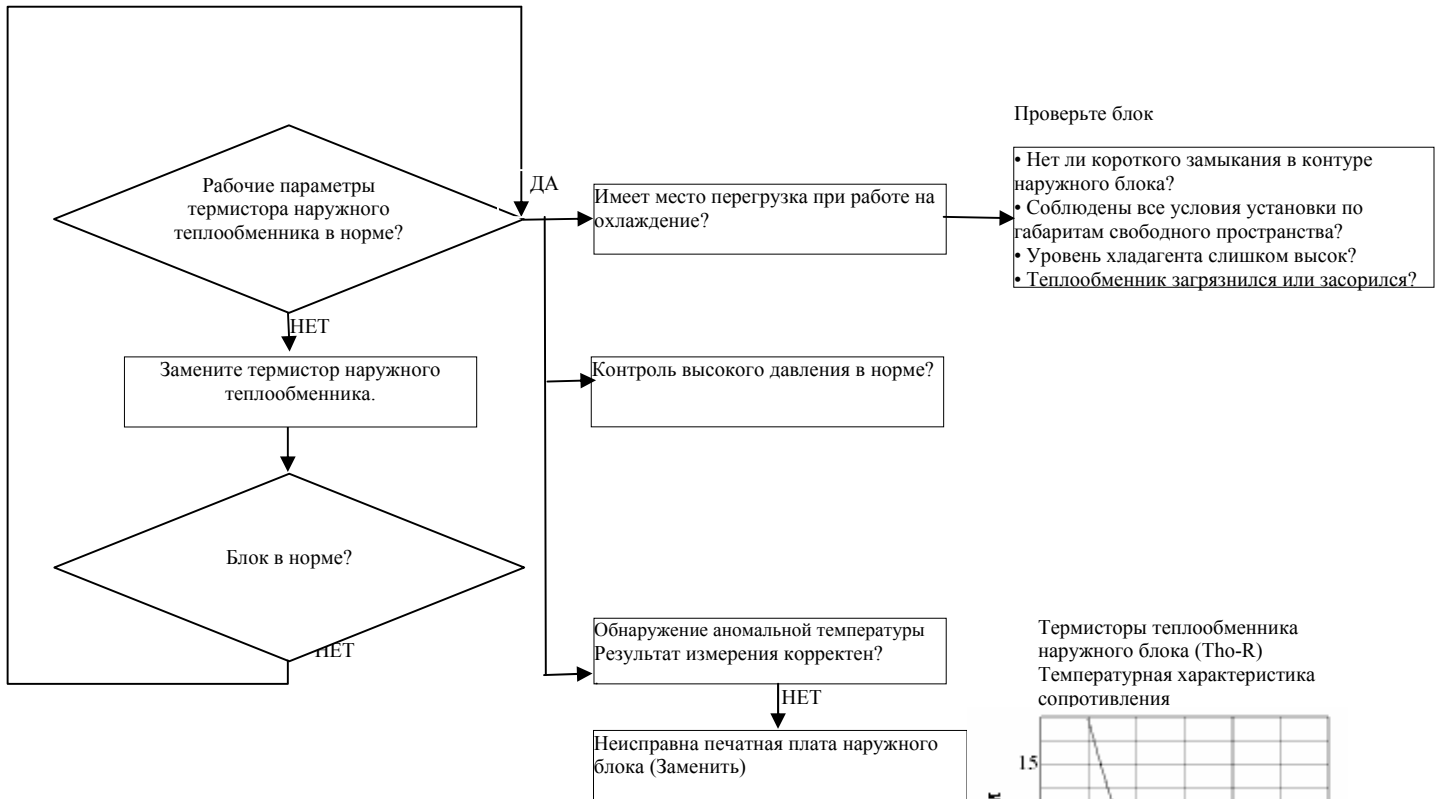 Рабочие параметры
термистора наружного
теплообменника в норме?
ДА
Имеет место перегрузка при работе на
охлаждение?
Проверьте блок
• Нет ли короткого замыкания в контуре
наружного блока?
• Соблюдены все условия установки по
габаритам свободного пространства?
• Уровень хладагента слишком высок?
• Теплообменник загрязнился или засорился?
НЕТ
Замените термистор наружного
теплообменника.
Контроль высокого давления в норме?
Блок в норме?
НЕТ
Обнаружение аномальной температуры
Результат измерения корректен?
НЕТ
Неисправна печатная плата наружного
блока (Заменить)
Термисторы теплообменника
наружного блока (Tho-R)
Температурная характеристика
сопротивления
15